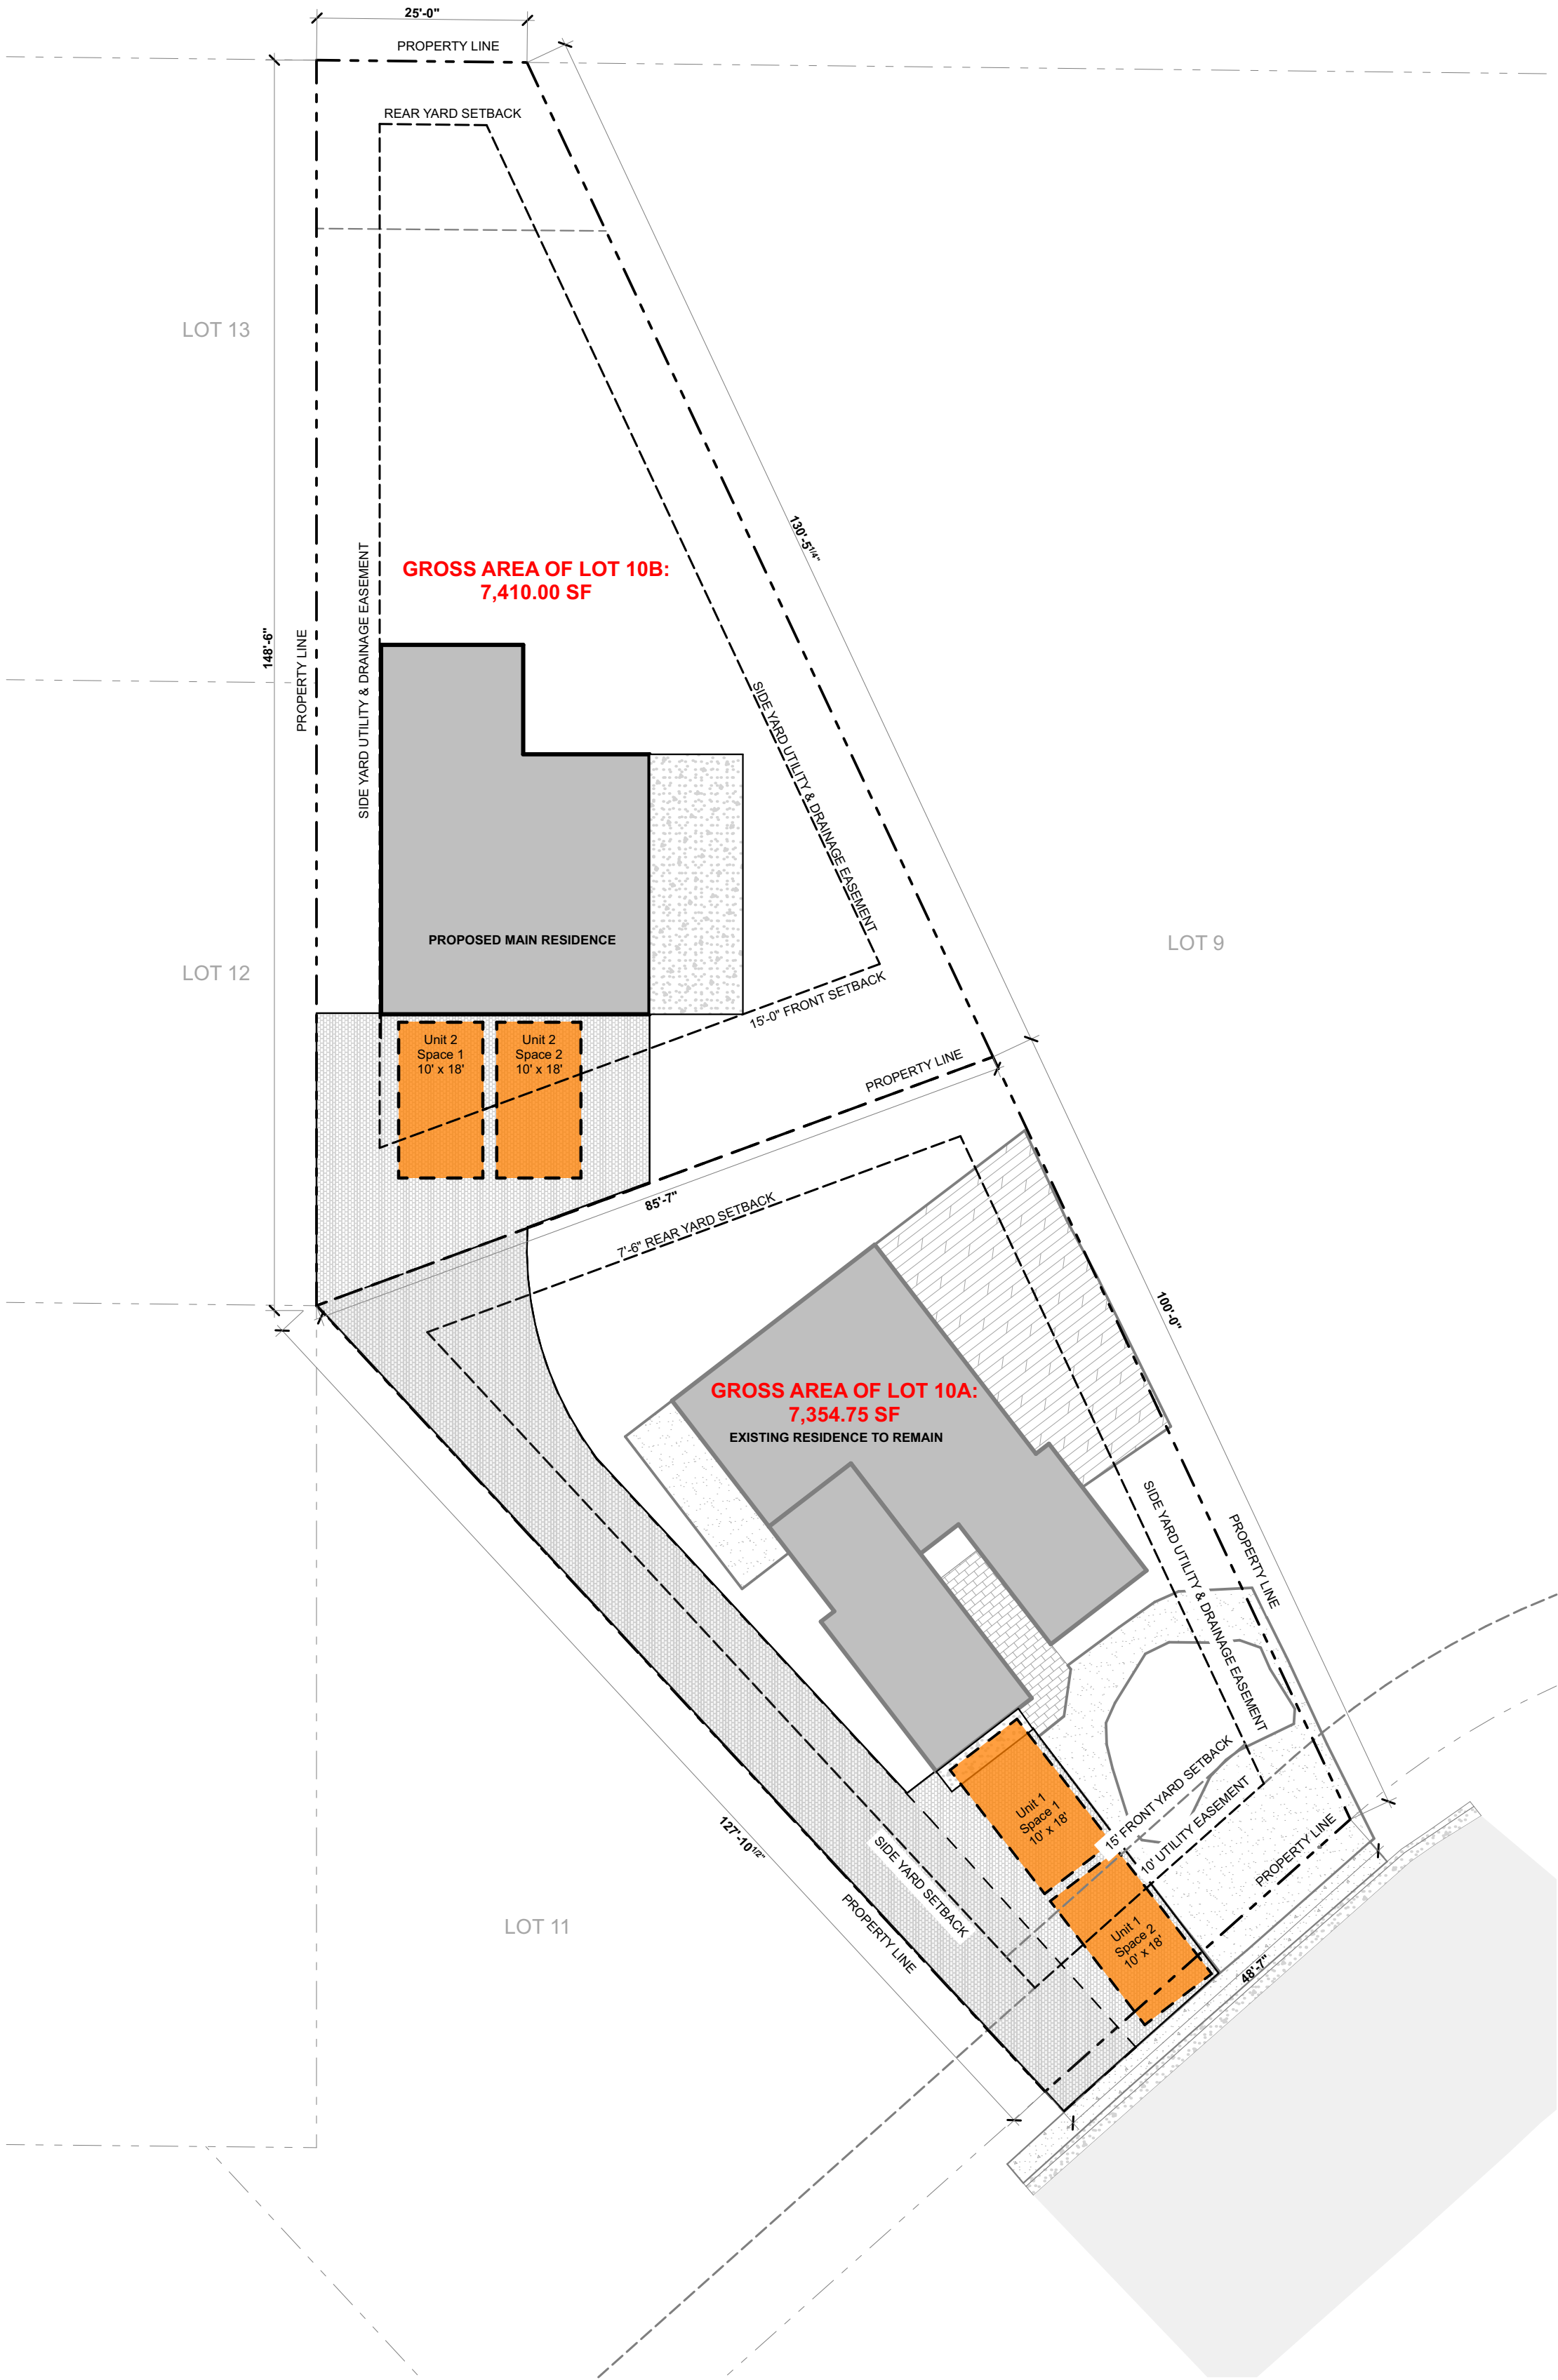 25'-0"
PROPERTY LINE
REAR YARD SETBACK
LOT 13
130'-5 1/4"
SIDE YARD UTILITY & DRAINAGE EASEMENT
GROSS AREA OF LOT 10B:
7,410.00 SF
148'-6"
PROPERTY LINE
SIDE YARD UTILITY & DRAINAGE EASEMENT
PROPOSED MAIN RESIDENCE
LOT 9
LOT 12
15'-0" FRONT SETBACK
Unit 2
Space 1
10' x 18'
Unit 2
Space 2
10' x 18'
PROPERTY LINE
85'-7"
7'-6" REAR YARD SETBACK
100'-0"
GROSS AREA OF LOT 10A:
7,354.75 SF
EXISTING RESIDENCE TO REMAIN
SIDE YARD UTILITY & DRAINAGE EASEMENT
PROPERTY LINE
Unit 1
Space 1
10' x 18'
15' FRONT YARD SETBACK
10' UTILITY EASEMENT
PROPERTY LINE
127'-10 1/2"
SIDE YARD SETBACK
PROPERTY LINE
LOT 11
Unit 1
Space 2
10' x 18'
48'-7"